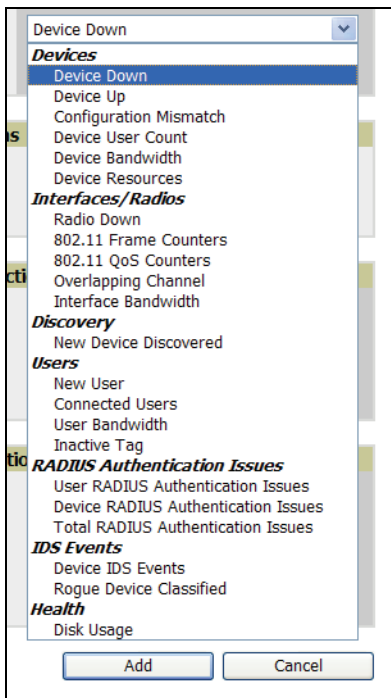 Device Down
Devices
Device Down
Device Up
Configuration Mismatch
Device User Count
Device Bandwidth
Device Resources
Interfaces/Radios
Radio Down
802.11 Frame Counters
802.11 QoS Counters
Overlapping Channel
Interface Bandwidth
Discovery
New Device Discovered
Users
New User
Connected Users
User Bandwidth
Inactive Tag
RADIUS Authentication Issues
User RADIUS Authentication Issues
Device RADIUS Authentication Issues
Total RADIUS Authentication Issues
IDS Events
Device IDS Events
Rogue Device Classified
Health
Disk Usage
Add Cancel